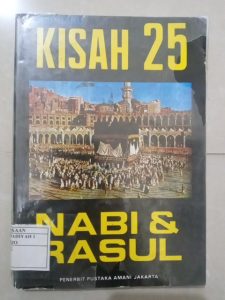 KISAH 25
NABI &
RASUL
PENERBIT PUSTAKA AMANI JAKARTA